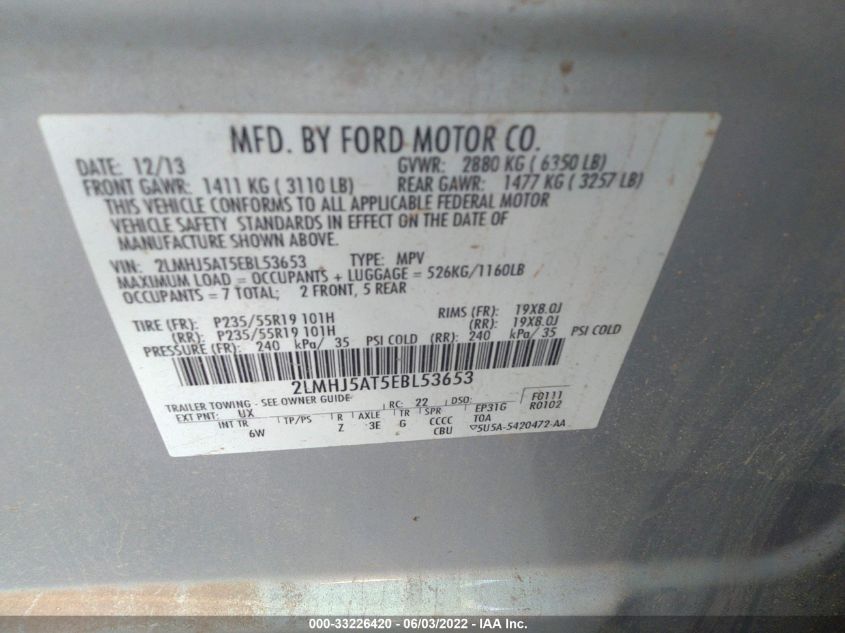 MFD. BY FORD MOTOR CO.
DATE: 12/13 GVWR: 2880 KG ( 6350 LB)
FRONT GAWR: 1411 KG ( 3110 LB) REAR GAWR: 1477 KG ( 3257 LB)
THIS VEHICLE CONFORMS TO ALL APPLICABLE FEDERAL MOTOR
VEHICLE SAFETY STANDARDS IN EFFECT ON THE DATE OF
MANUFACTURE SHOWN ABOVE.
VIN: 2LMHJ5AT5EBL53653 TYPE: MPV
MAXIMUM LOAD = OCCUPANTS + LUGGAGE = 526KG/1160LB
OCCUPANTS = 7 TOTAL; 2 FRONT, 5 REAR
TIRE (FR): P235/55R19 101H RIMS (FR): 19X8.0J
(RR): P235/55R19 101H (RR): 19X8.0J
PRESSURE (FR): 240 kPa/ 35 PSI COLD (RR): 240 kPa/ 35 PSI COLD
2LMHJ5AT5EBL53653
TRAILER TOWING - SEE OWNER GUIDE RC: 22 DSO: F0111
EXT PNT: UX EP31G R0102
INT TR TP/PS R AXLE TR SPR T0A
6W Z 3E G CCCC
CBU 5U5A-5420472-AA
000-33226420 - 06/03/2022 - IAAI.com